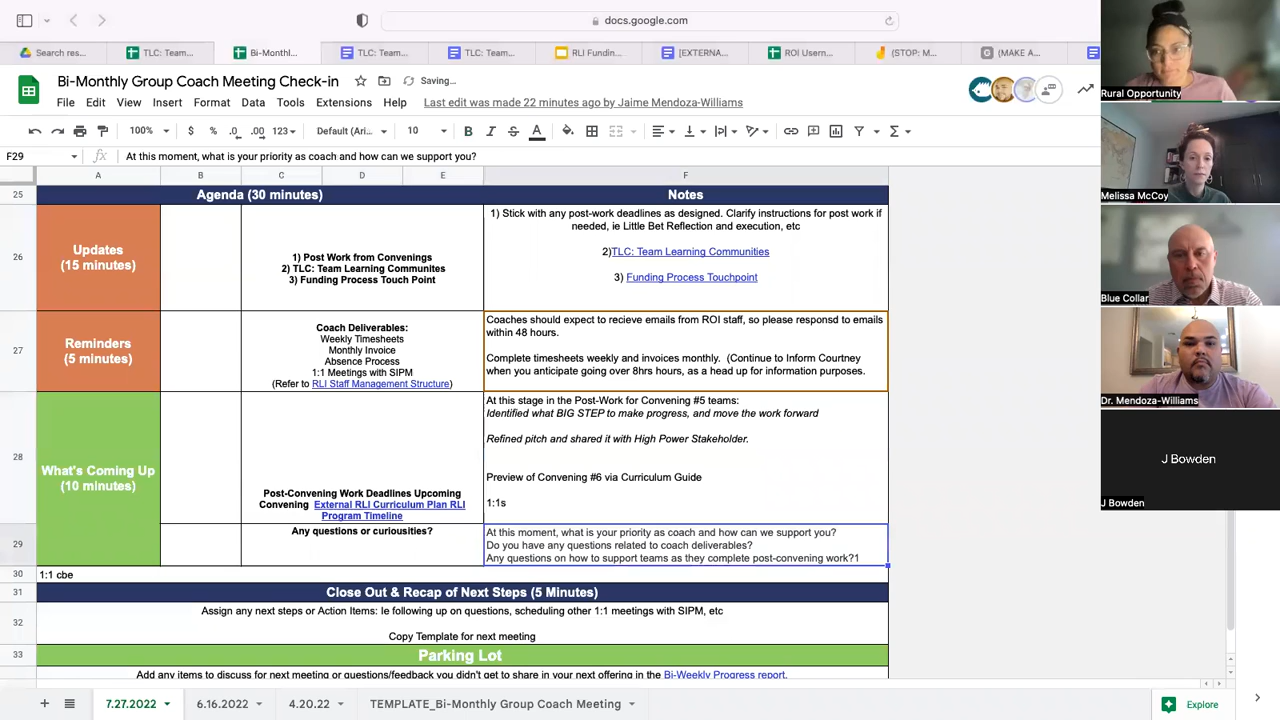 docs.google.com
Search res...
TLC: Team...
Bi-Monthl...
TLC: Team...
TLC: Team...
RLI Fundin...
[EXTERNA...
ROI Usern...
(STOP: M...
(MAKE A...
Bi-Monthly Group Coach Meeting Check-in
Saving...
File Edit View Insert Format Data Tools Extensions Help Last edit was made 22 minutes ago by Jaime Mendoza-Williams
100% $ % .0 .00 123 Default (Ari... 10 B I S A
F29 fx At this moment, what is your priority as coach and how can we support you?
A B C D E F
25 Agenda (30 minutes) Notes
26
Updates
(15 minutes)
1) Post Work from Convenings
2) TLC: Team Learning Communites
3) Funding Process Touch Point
1) Stick with any post-work deadlines as designed. Clarify instructions for post work if
needed, ie Little Bet Reflection and execution, etc
2)TLC: Team Learning Communities
3) Funding Process Touchpoint
27
Reminders
(5 minutes)
Coach Deliverables:
Weekly Timesheets
Monthly Invoice
Absence Process
1:1 Meetings with SIPM
(Refer to RLI Staff Management Structure)
Coaches should expect to recieve emails from ROI staff, so please responsd to emails
within 48 hours.
Complete timesheets weekly and invoices monthly. (Continue to Inform Courtney
when you anticipate going over 8hrs hours, as a head up for information purposes.
28
What's Coming Up
(10 minutes)
Post-Convening Work Deadlines Upcoming
Convening External RLI Curriculum Plan RLI
Program Timeline
At this stage in the Post-Work for Convening #5 teams:
Identified what BIG STEP to make progress, and move the work forward
Refined pitch and shared it with High Power Stakeholder.
Preview of Convening #6 via Curriculum Guide
1:1s
29
Any questions or curiousities?
At this moment, what is your priority as coach and how can we support you?
Do you have any questions related to coach deliverables?
Any questions on how to support teams as they complete post-convening work?1
30 1:1 cbe
31 Close Out & Recap of Next Steps (5 Minutes)
32
Assign any next steps or Action Items: Ie following up on questions, scheduling other 1:1 meetings with SIPM, etc
Copy Template for next meeting
33 Parking Lot
Add any items to discuss for next meeting or questions/feedback you didn't get to share in your next offering in the Bi-Weekly Progress report.
7.27.2022 6.16.2022 4.20.22 TEMPLATE_Bi-Monthly Group Coach Meeting Explore
Rural Opportunity
Melissa McCoy
Blue Collar
Dr. Mendoza-Williams
J Bowden
J Bowden